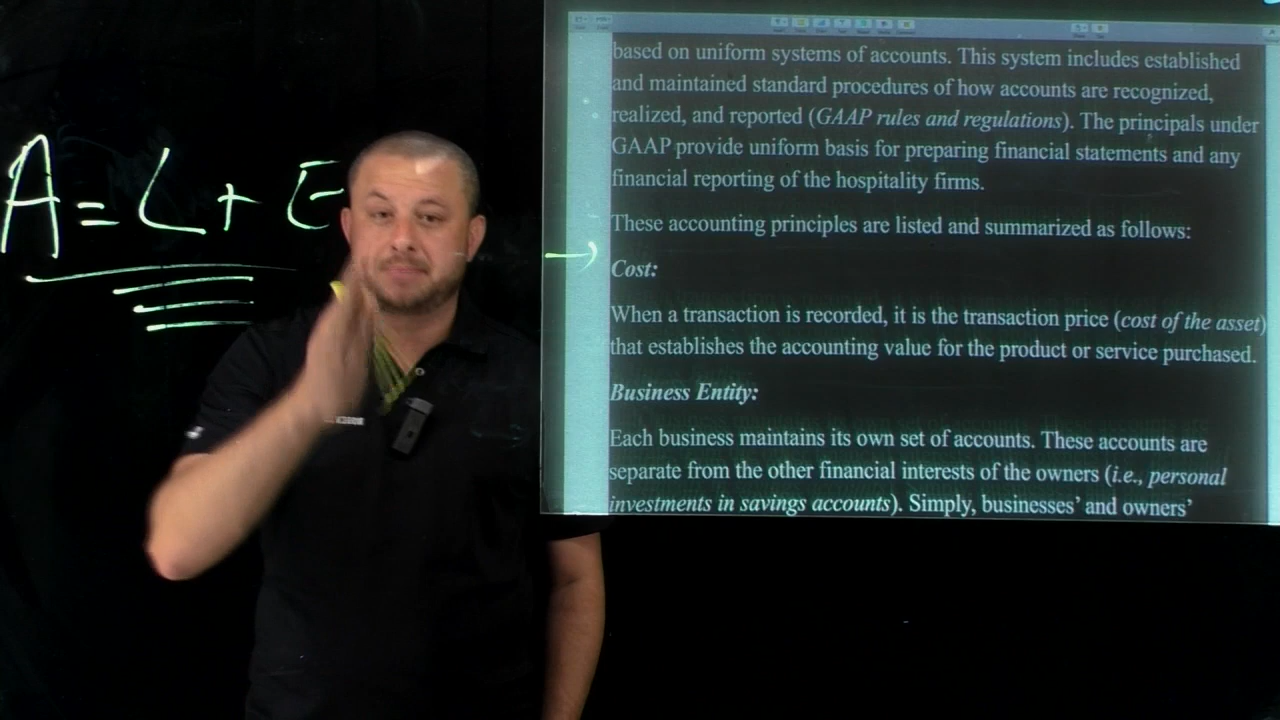 A = L + E
based on uniform systems of accounts. This system includes established
and maintained standard procedures of how accounts are recognized,
realized, and reported (GAAP rules and regulations). The principals under
GAAP provide uniform basis for preparing financial statements and any
financial reporting of the hospitality firms.
These accounting principles are listed and summarized as follows:
Cost:
When a transaction is recorded, it is the transaction price (cost of the asset)
that establishes the accounting value for the product or service purchased.
Business Entity:
Each business maintains its own set of accounts. These accounts are
separate from the other financial interests of the owners (i.e., personal
investments in savings accounts). Simply, businesses’ and owners’